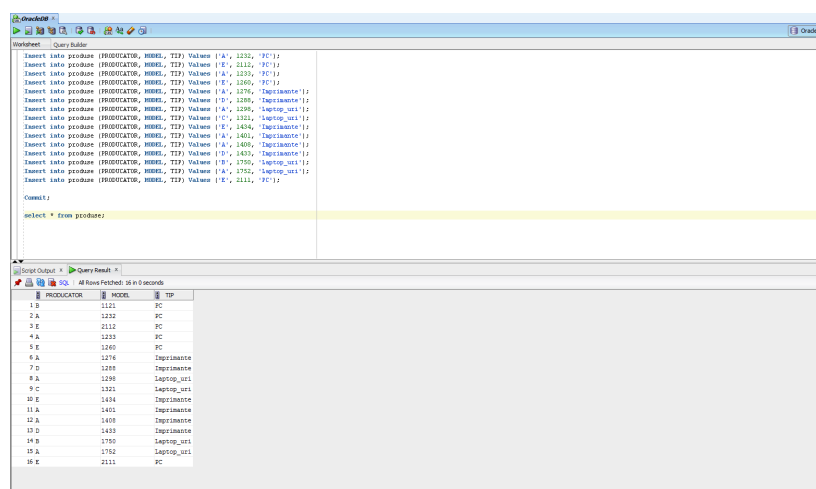 OracleDB
Oracle
Worksheet Query Builder
Insert into produse (PRODUCATOR, MODEL, TIP) Values ('A', 1232, 'PC');
Insert into produse (PRODUCATOR, MODEL, TIP) Values ('E', 2112, 'PC');
Insert into produse (PRODUCATOR, MODEL, TIP) Values ('A', 1233, 'PC');
Insert into produse (PRODUCATOR, MODEL, TIP) Values ('E', 1260, 'PC');
Insert into produse (PRODUCATOR, MODEL, TIP) Values ('A', 1276, 'Imprimante');
Insert into produse (PRODUCATOR, MODEL, TIP) Values ('D', 1288, 'Imprimante');
Insert into produse (PRODUCATOR, MODEL, TIP) Values ('A', 1298, 'Laptop_uri');
Insert into produse (PRODUCATOR, MODEL, TIP) Values ('C', 1321, 'Laptop_uri');
Insert into produse (PRODUCATOR, MODEL, TIP) Values ('E', 1434, 'Imprimante');
Insert into produse (PRODUCATOR, MODEL, TIP) Values ('A', 1401, 'Imprimante');
Insert into produse (PRODUCATOR, MODEL, TIP) Values ('A', 1408, 'Imprimante');
Insert into produse (PRODUCATOR, MODEL, TIP) Values ('D', 1433, 'Imprimante');
Insert into produse (PRODUCATOR, MODEL, TIP) Values ('B', 1750, 'Laptop_uri');
Insert into produse (PRODUCATOR, MODEL, TIP) Values ('A', 1752, 'Laptop_uri');
Insert into produse (PRODUCATOR, MODEL, TIP) Values ('E', 2111, 'PC');
Commit;
select * from produse;
Script Output Query Result
SQL | All Rows Fetched: 16 in 0 seconds
PRODUCATOR MODEL TIP
1 B 1121 PC
2 A 1232 PC
3 E 2112 PC
4 A 1233 PC
5 E 1260 PC
6 A 1276 Imprimante
7 D 1288 Imprimante
8 A 1298 Laptop_uri
9 C 1321 Laptop_uri
10 E 1434 Imprimante
11 A 1401 Imprimante
12 A 1408 Imprimante
13 D 1433 Imprimante
14 B 1750 Laptop_uri
15 A 1752 Laptop_uri
16 E 2111 PC